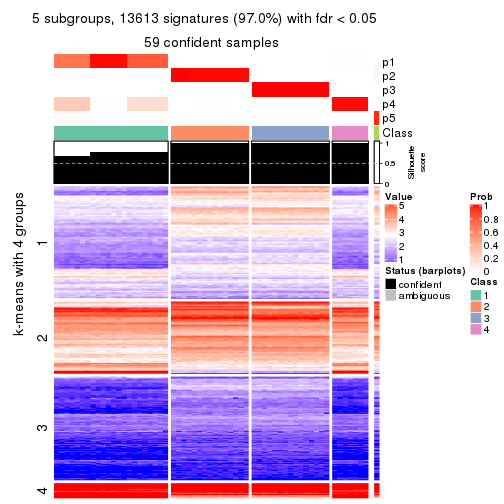 5 subgroups, 13613 signatures (97.0%) with fdr < 0.05
59 confident samples
p1
p2
p3
p4
p5
Class
1
0.5
0
Silhouette
score
k-means with 4 groups
1
2
3
4
Value
5
4
3
2
1
Status (barplots)
confident
ambiguous
Prob
1
0.8
0.6
0.4
0.2
0
Class
1
2
3
4